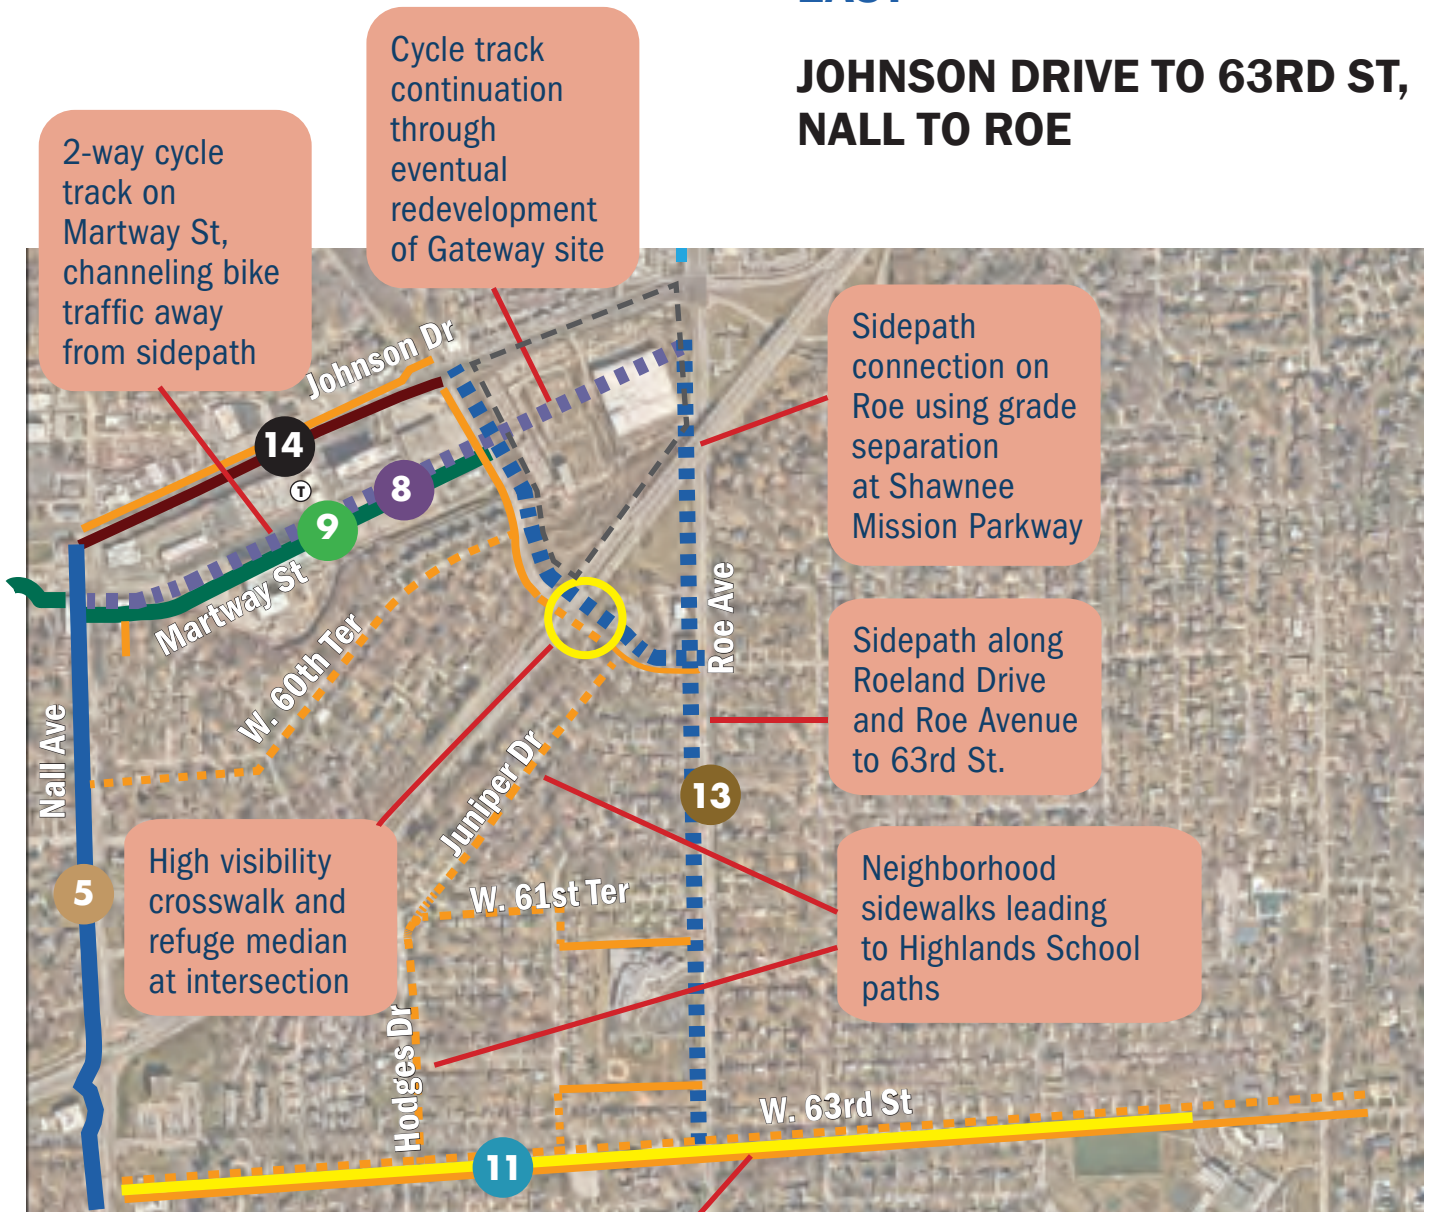 EAST
JOHNSON DRIVE TO 63RD ST,
NALL TO ROE
Cycle track
continuation
through
eventual
redevelopment
of Gateway site
2-way cycle
track on
Martway St,
channeling bike
traffic away
from sidepath
Sidepath
connection on
Roe using grade
separation
at Shawnee
Mission Parkway
Johnson Dr
14
T
8
9
Martway St
W. 60th Ter
Roe Ave
Sidepath along
Roeland Drive
and Roe Avenue
to 63rd St.
Nall Ave
Juniper Dr
13
5
High visibility
crosswalk and
refuge median
at intersection
W. 61st Ter
Neighborhood
sidewalks leading
to Highlands School
paths
Hodges Dr
W. 63rd St
11